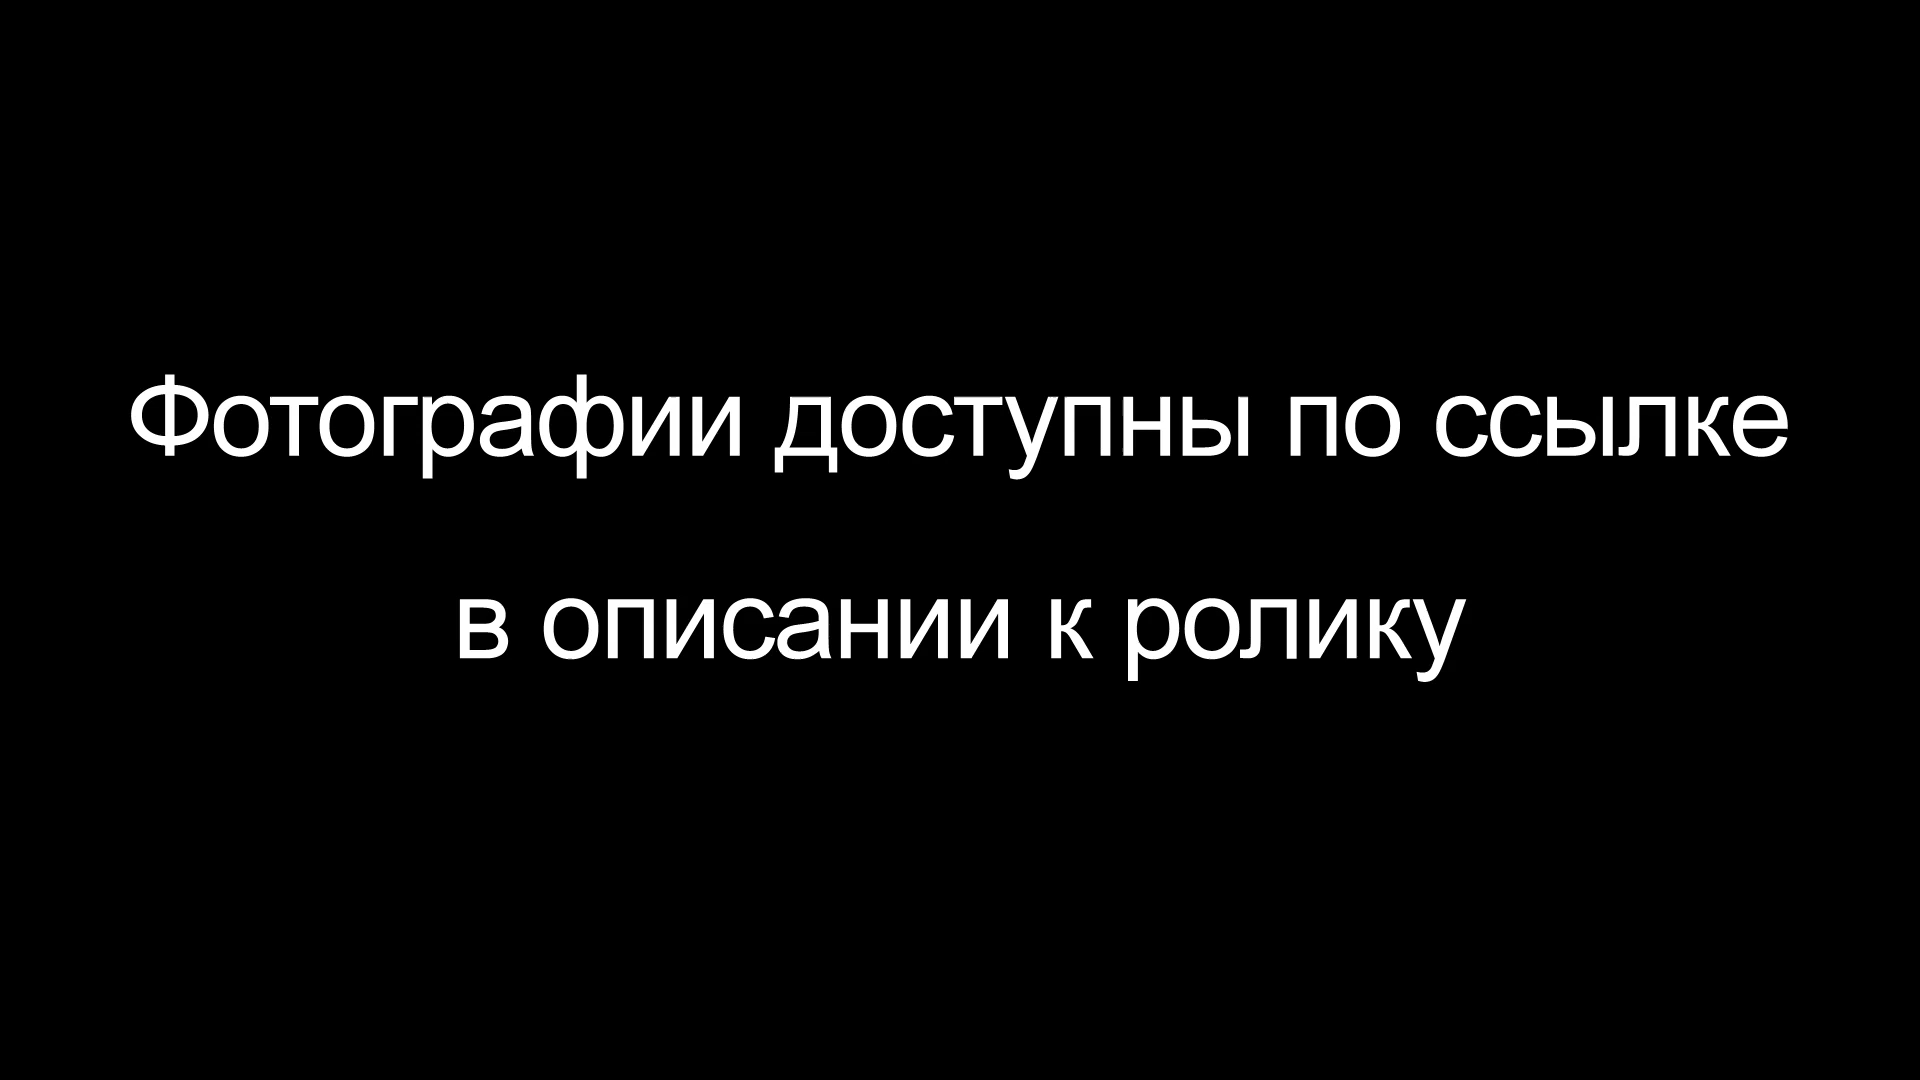 Фотографии доступны по ссылке
в описании к ролику